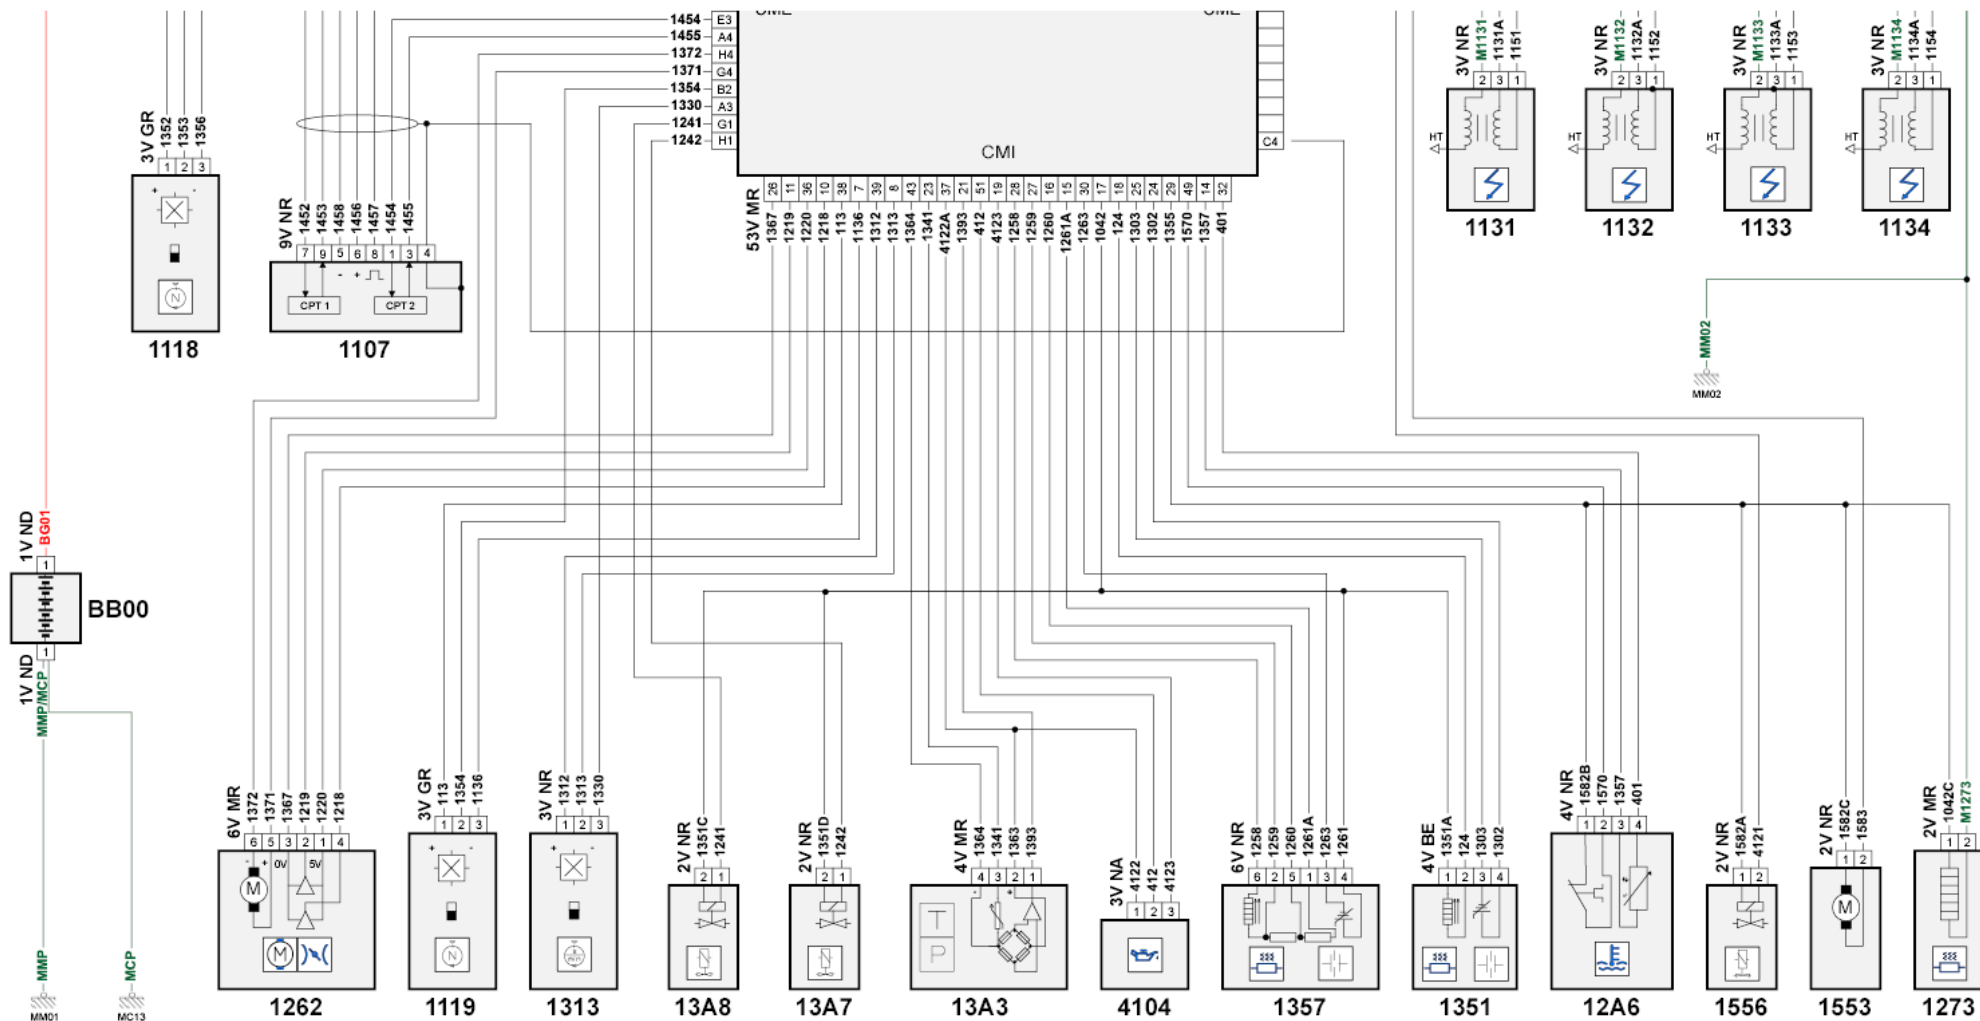 1454 E3
1455 A4
1372 H4
1371 G4
1354 B2
1330 A3
1241 G1
1242 H1
C4
CMI
53V MR
26 11 36 10 38 7 39 8 43 23 37 21 51 19 28 27 16 15 30 17 18 25 24 29 49 14 32
1367 1219 1220 1218 113 1136 1312 1313 1364 1341 4122A 1393 412 4123 1258 1259 1260 1261A 1263 1042 124 1303 1302 1355 1570 1357 401
3V GR
1352 1353 1356
1 2 3
+ -
N
1118
9V NR
1452 1453 1458 1456 1457 1454 1455
7 9 5 6 8 1 3 4
- +
CPT 1 CPT 2
1107
3V NR
M1131 1131A 1151
2 3 1
HT
1131
3V NR
M1132 1132A 1152
2 3 1
HT
1132
3V NR
M1133 1133A 1153
2 3 1
HT
1133
3V NR
M1134 1134A 1154
2 3 1
HT
1134
MM02
MM02
1V ND
BG01
1
BB00
1
1V ND
MMP/MCP
MMP
MCP
MM01
MC13
6V MR
1372 1371 1367 1219 1220 1218
6 5 3 2 1 4
- + 0V 5V
M
M
1262
3V GR
113 1354 1136
1 2 3
+ -
N
1119
3V NR
1312 1313 1330
1 2 3
+ -
1313
2V NR
1351C 1241
2 1
13A8
2V NR
1351D 1242
2 1
13A7
4V MR
1364 1341 1363 1393
4 3 2 1
- +
T
P
13A3
3V NA
4122 412 4123
1 2 3
4104
6V NR
1258 1259 1260 1261A 1263 1261
6 2 5 1 3 4
1357
4V BE
1351A 124 1303 1302
1 2 3 4
1351
4V NR
1582B 1570 1357 401
1 2 3 4
12A6
2V NR
1582A 4121
1 2
1556
2V NR
1582C 1583
1 2
M
1553
2V MR
1042C M1273
1 2
1273